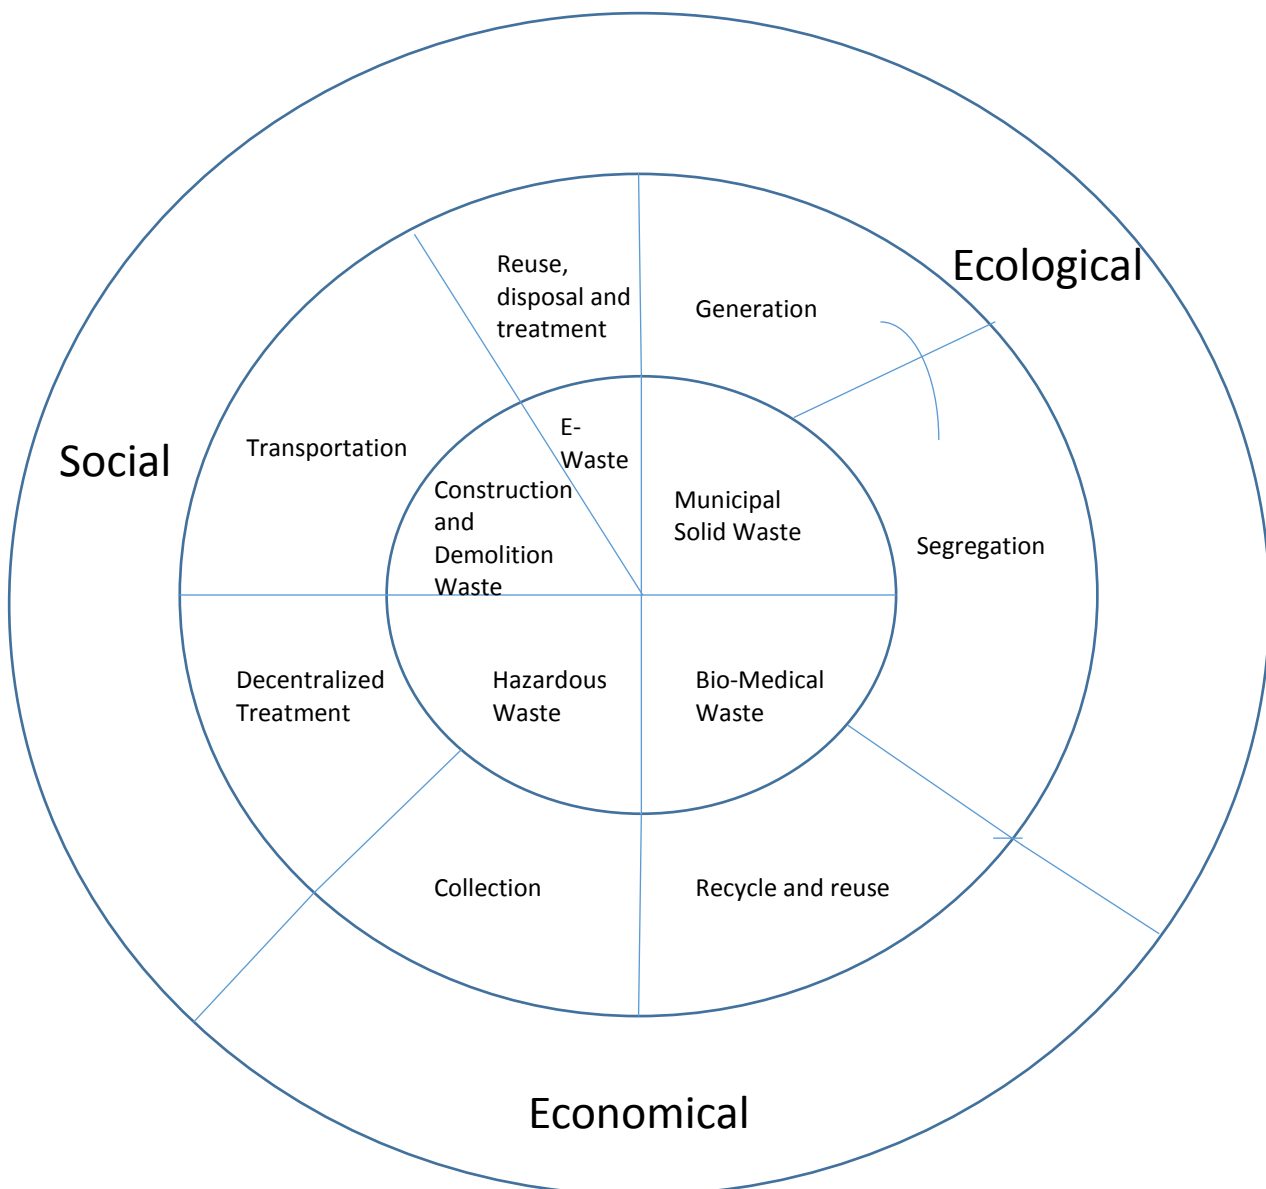 Ecological
Reuse,
disposal and
treatment
Generation
E-
Waste
Transportation
Social
Construction
and
Demolition
Waste
Municipal
Solid Waste
Segregation
Decentralized
Treatment
Hazardous
Waste
Bio-Medical
Waste
Collection
Recycle and reuse
Economical